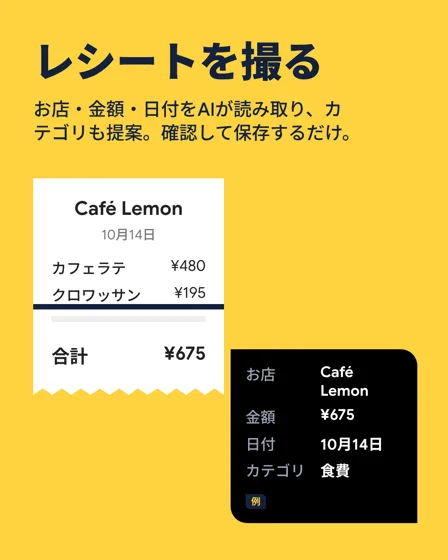 レシートを撮る
お店・金額・日付をAIが読み取り、カ
テゴリも提案。確認して保存するだけ。
Café Lemon
10月14日
カフェラテ ¥480
クロワッサン ¥195
合計 ¥675
お店 Café
Lemon
金額 ¥675
日付 10月14日
カテゴリ 食費
例